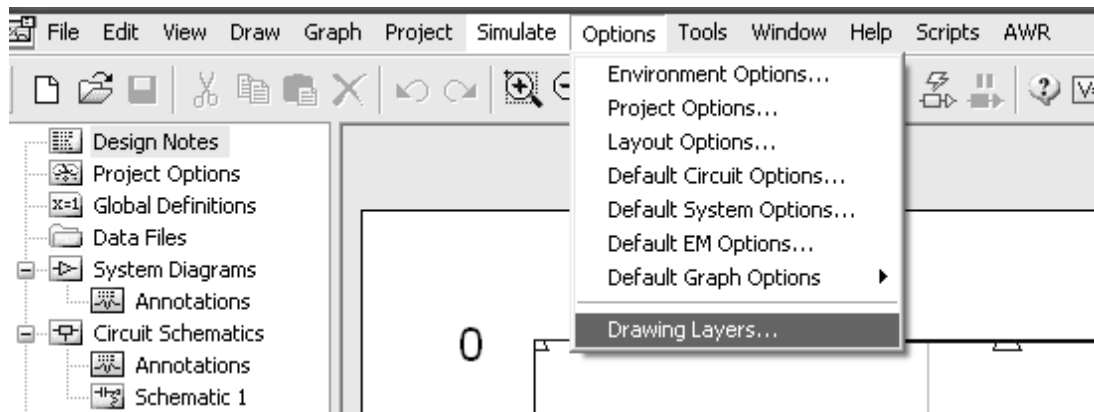 File Edit View Draw Graph Project Simulate Options Tools Window Help Scripts AWR
Environment Options...
Project Options...
Layout Options...
Default Circuit Options...
Default System Options...
Default EM Options...
Default Graph Options
Drawing Layers...
Design Notes
Project Options
X=1 Global Definitions
Data Files
System Diagrams
Annotations
Circuit Schematics
Annotations
Schematic 1
0